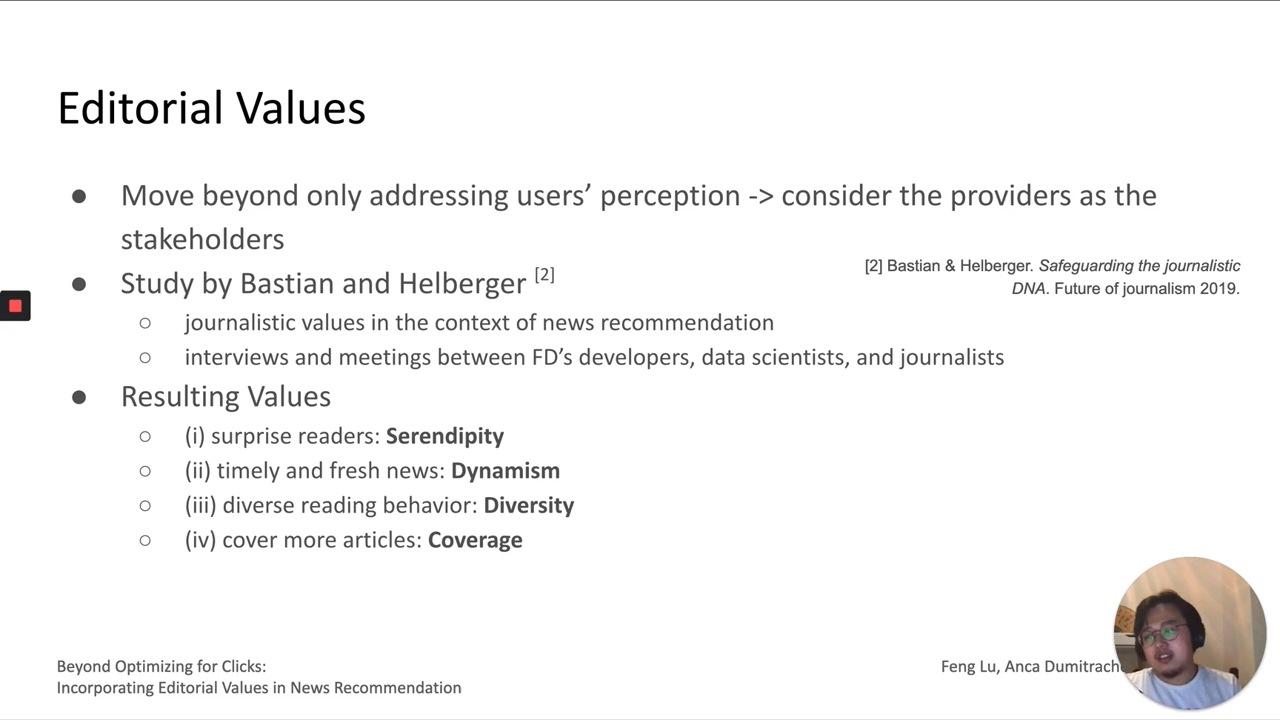 Editorial Values
● Move beyond only addressing users’ perception -> consider the providers as the
stakeholders
● Study by Bastian and Helberger [2]
[2] Bastian & Helberger. Safeguarding the journalistic
DNA. Future of journalism 2019.
○ journalistic values in the context of news recommendation
○ interviews and meetings between FD’s developers, data scientists, and journalists
● Resulting Values
○ (i) surprise readers: Serendipity
○ (ii) timely and fresh news: Dynamism
○ (iii) diverse reading behavior: Diversity
○ (iv) cover more articles: Coverage
Beyond Optimizing for Clicks:
Incorporating Editorial Values in News Recommendation
Feng Lu, Anca